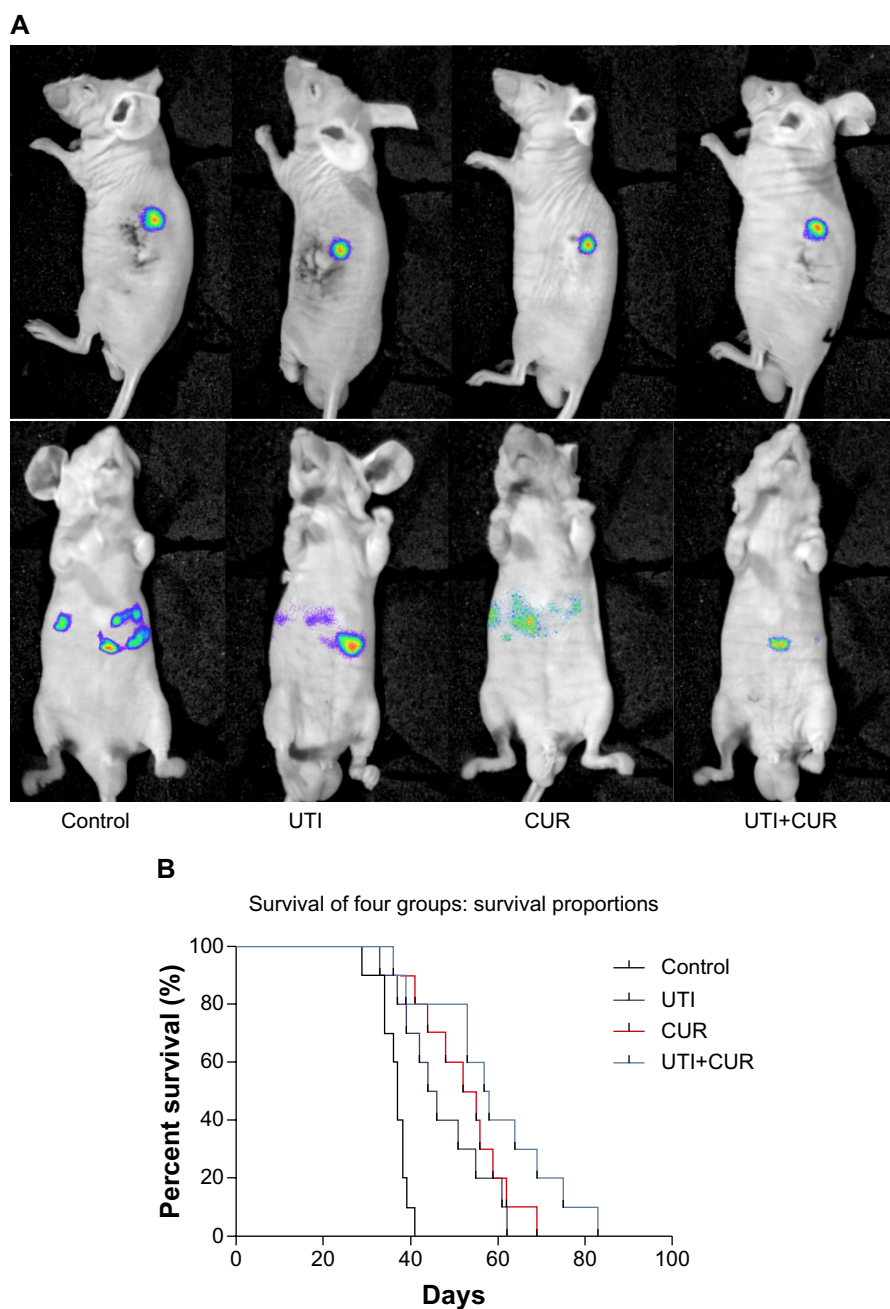 A
Control UTI CUR UTI+CUR
B
Survival of four groups: survival proportions
Percent survival (%)
100
80
60
40
20
0
0 20 40 60 80 100
Days
Control
UTI
CUR
UTI+CUR